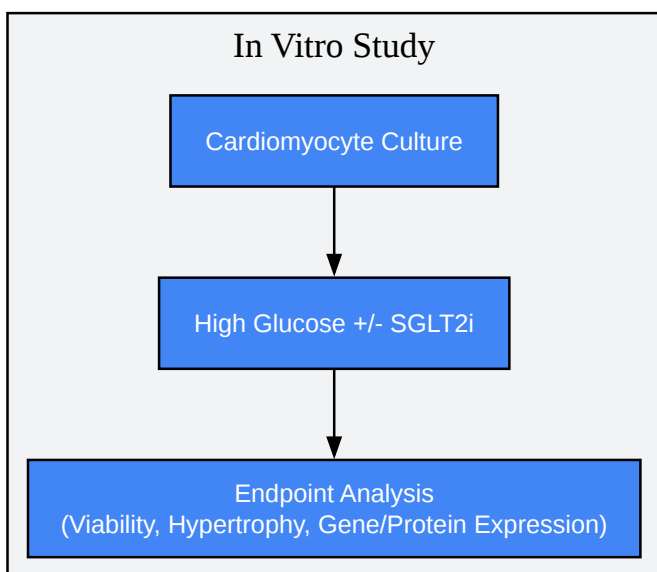 In Vitro Study
Cardiomyocyte Culture
High Glucose +/- SGLT2i
Endpoint Analysis
(Viability, Hypertrophy, Gene/Protein Expression)